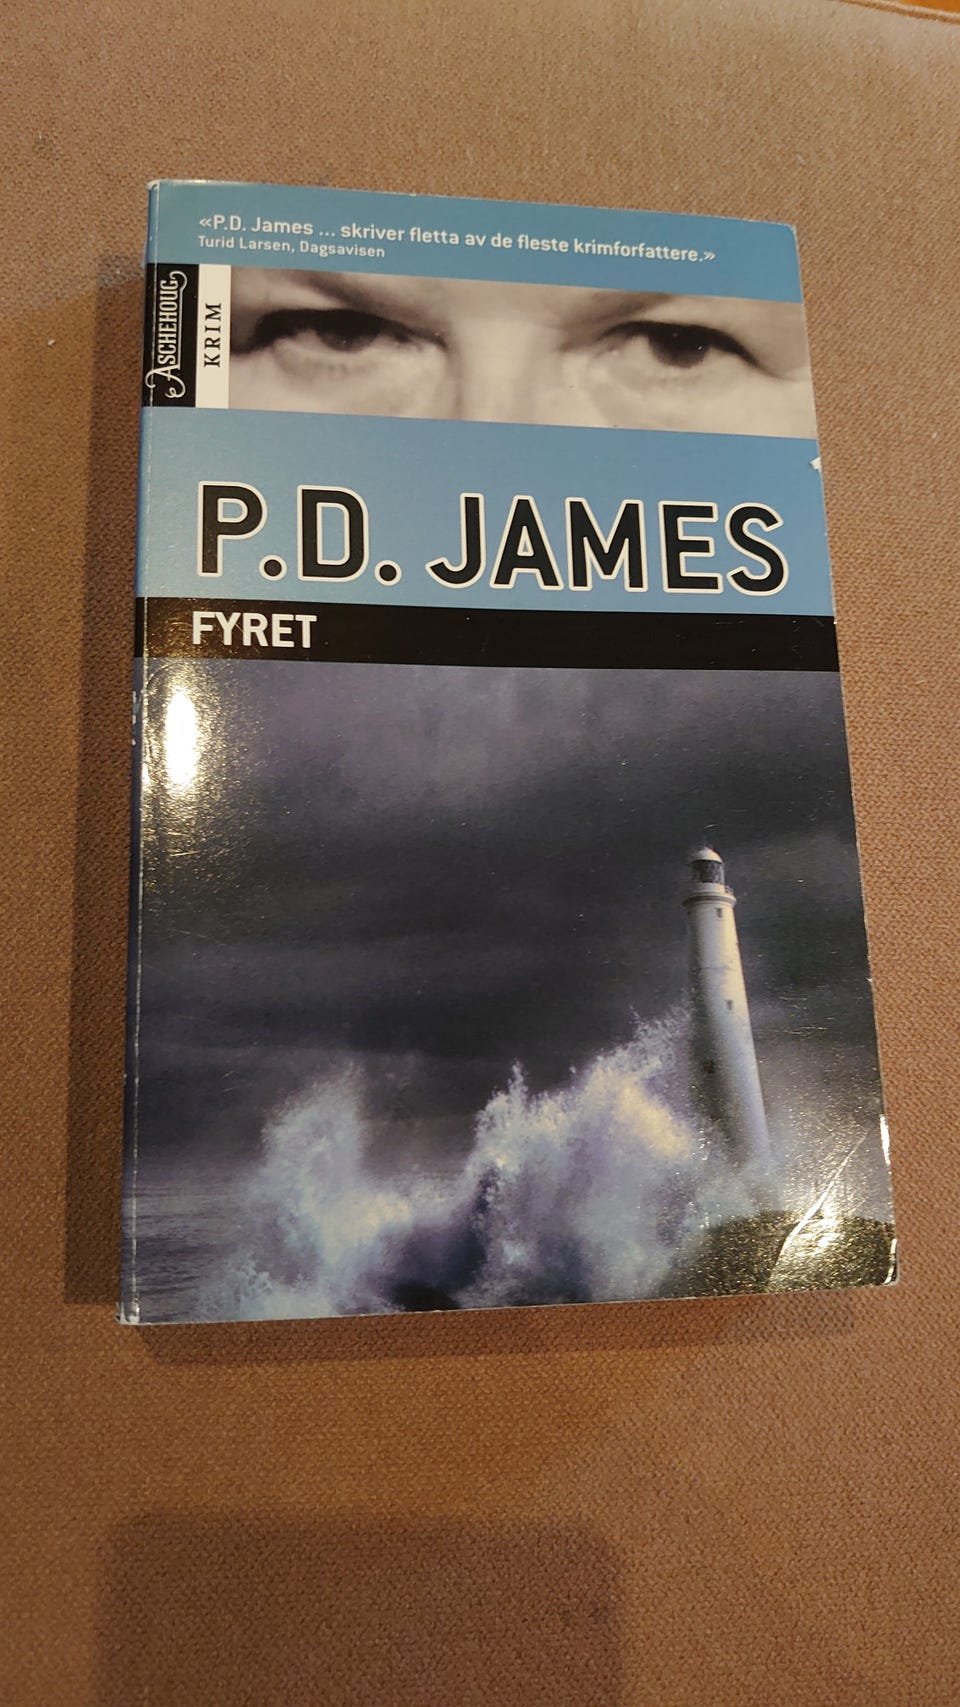 «P.D. James ... skriver fletta av de fleste krimforfattere.»
Turid Larsen, Dagsavisen
ASCHEHOUG
KRIM
P.D. JAMES
FYRET